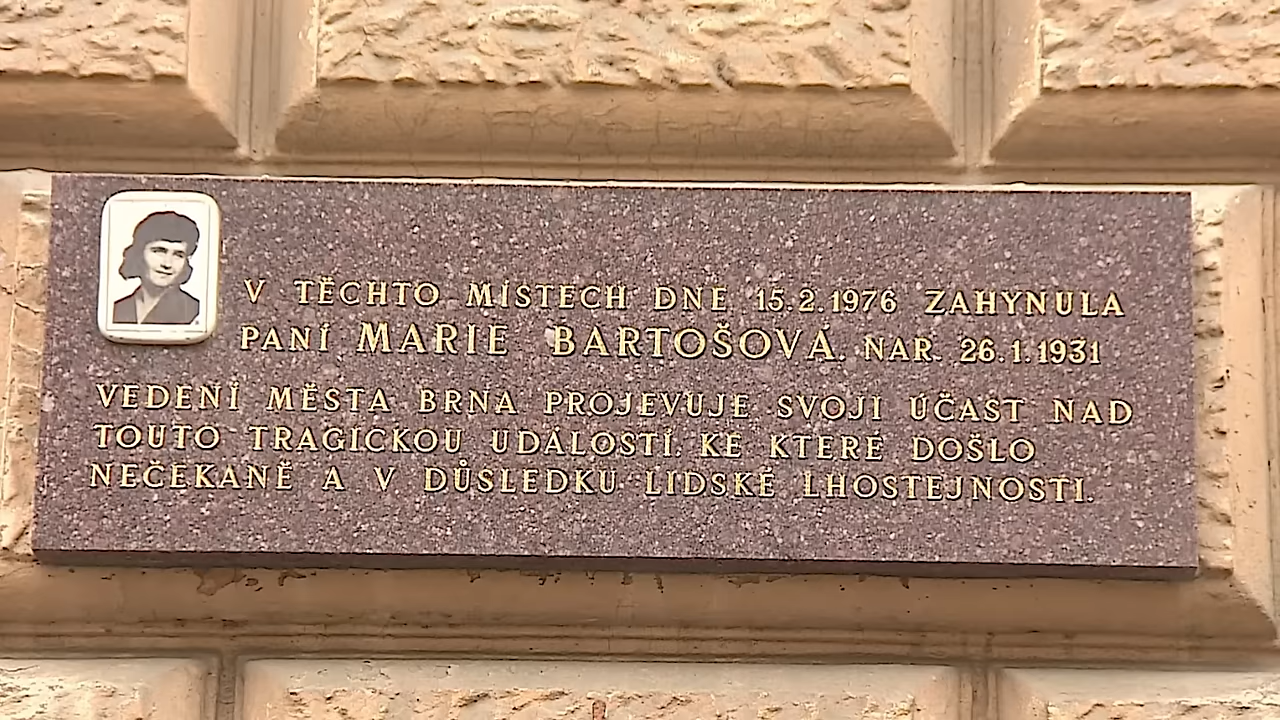 V TĚCHTO MÍSTECH DNE 15.2.1976 ZAHYNULA
PANÍ MARIE BARTOŠOVÁ. NAR. 26.1.1931
VEDENÍ MĚSTA BRNA PROJEVUJE SVOJI ÚČAST NAD
TOUTO TRAGICKOU UDÁLOSTÍ, KE KTERÉ DOŠLO
NEČEKANĚ A V DŮSLEDKU LIDSKÉ LHOSTEJNOSTI.